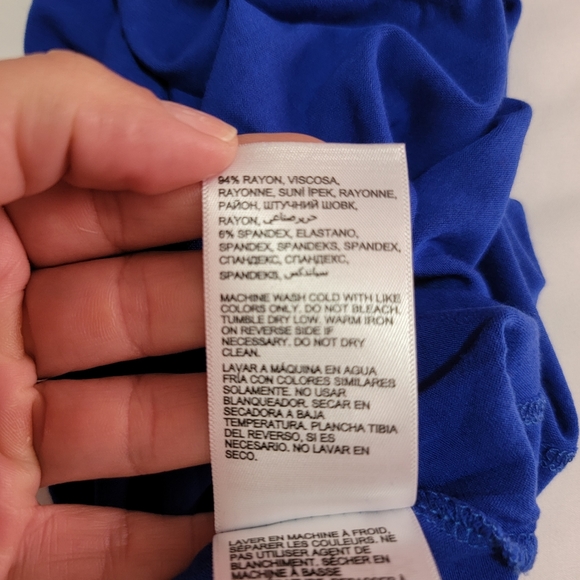 94% RAYON, VISCOSA,
RAYONNE, SUNİ İPEK, RAYONNE,
РАЙОН, ШТУЧНИЙ ШОВК,
RAYON, حرير صناعي
6% SPANDEX, ELASTANO,
SPANDEX, SPANDEKS, SPANDEX,
СПАНДЕКС, СПАНДЕКС,
SPANDEKS, سباندكس
MACHINE WASH COLD WITH LIKE
COLORS ONLY. DO NOT BLEACH.
TUMBLE DRY LOW. WARM IRON
ON REVERSE SIDE IF
NECESSARY. DO NOT DRY
CLEAN.
LAVAR A MÁQUINA EN AGUA
FRÍA CON COLORES SIMILARES
SOLAMENTE. NO USAR
BLANQUEADOR. SECAR EN
SECADORA A BAJA
TEMPERATURA. PLANCHA TIBIA
DEL REVERSO, SI ES
NECESARIO. NO LAVAR EN
SECO.
LAVER EN MACHINE À FROID,
SÉPARER LES COULEURS. NE
PAS UTILISER AGENT DE
BLANCHIMENT. SÉCHER EN
MACHINE À BASSE